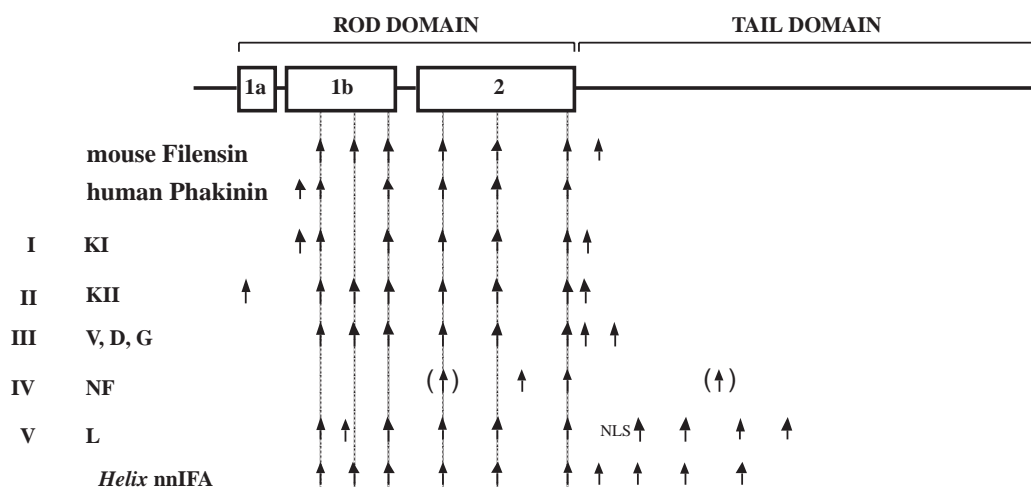 ROD DOMAIN TAIL DOMAIN
1a 1b 2
mouse Filensin
human Phakinin
I KI
II KII
III V, D, G
IV NF ( ) ( )
V L NLS
Helix nnIFA